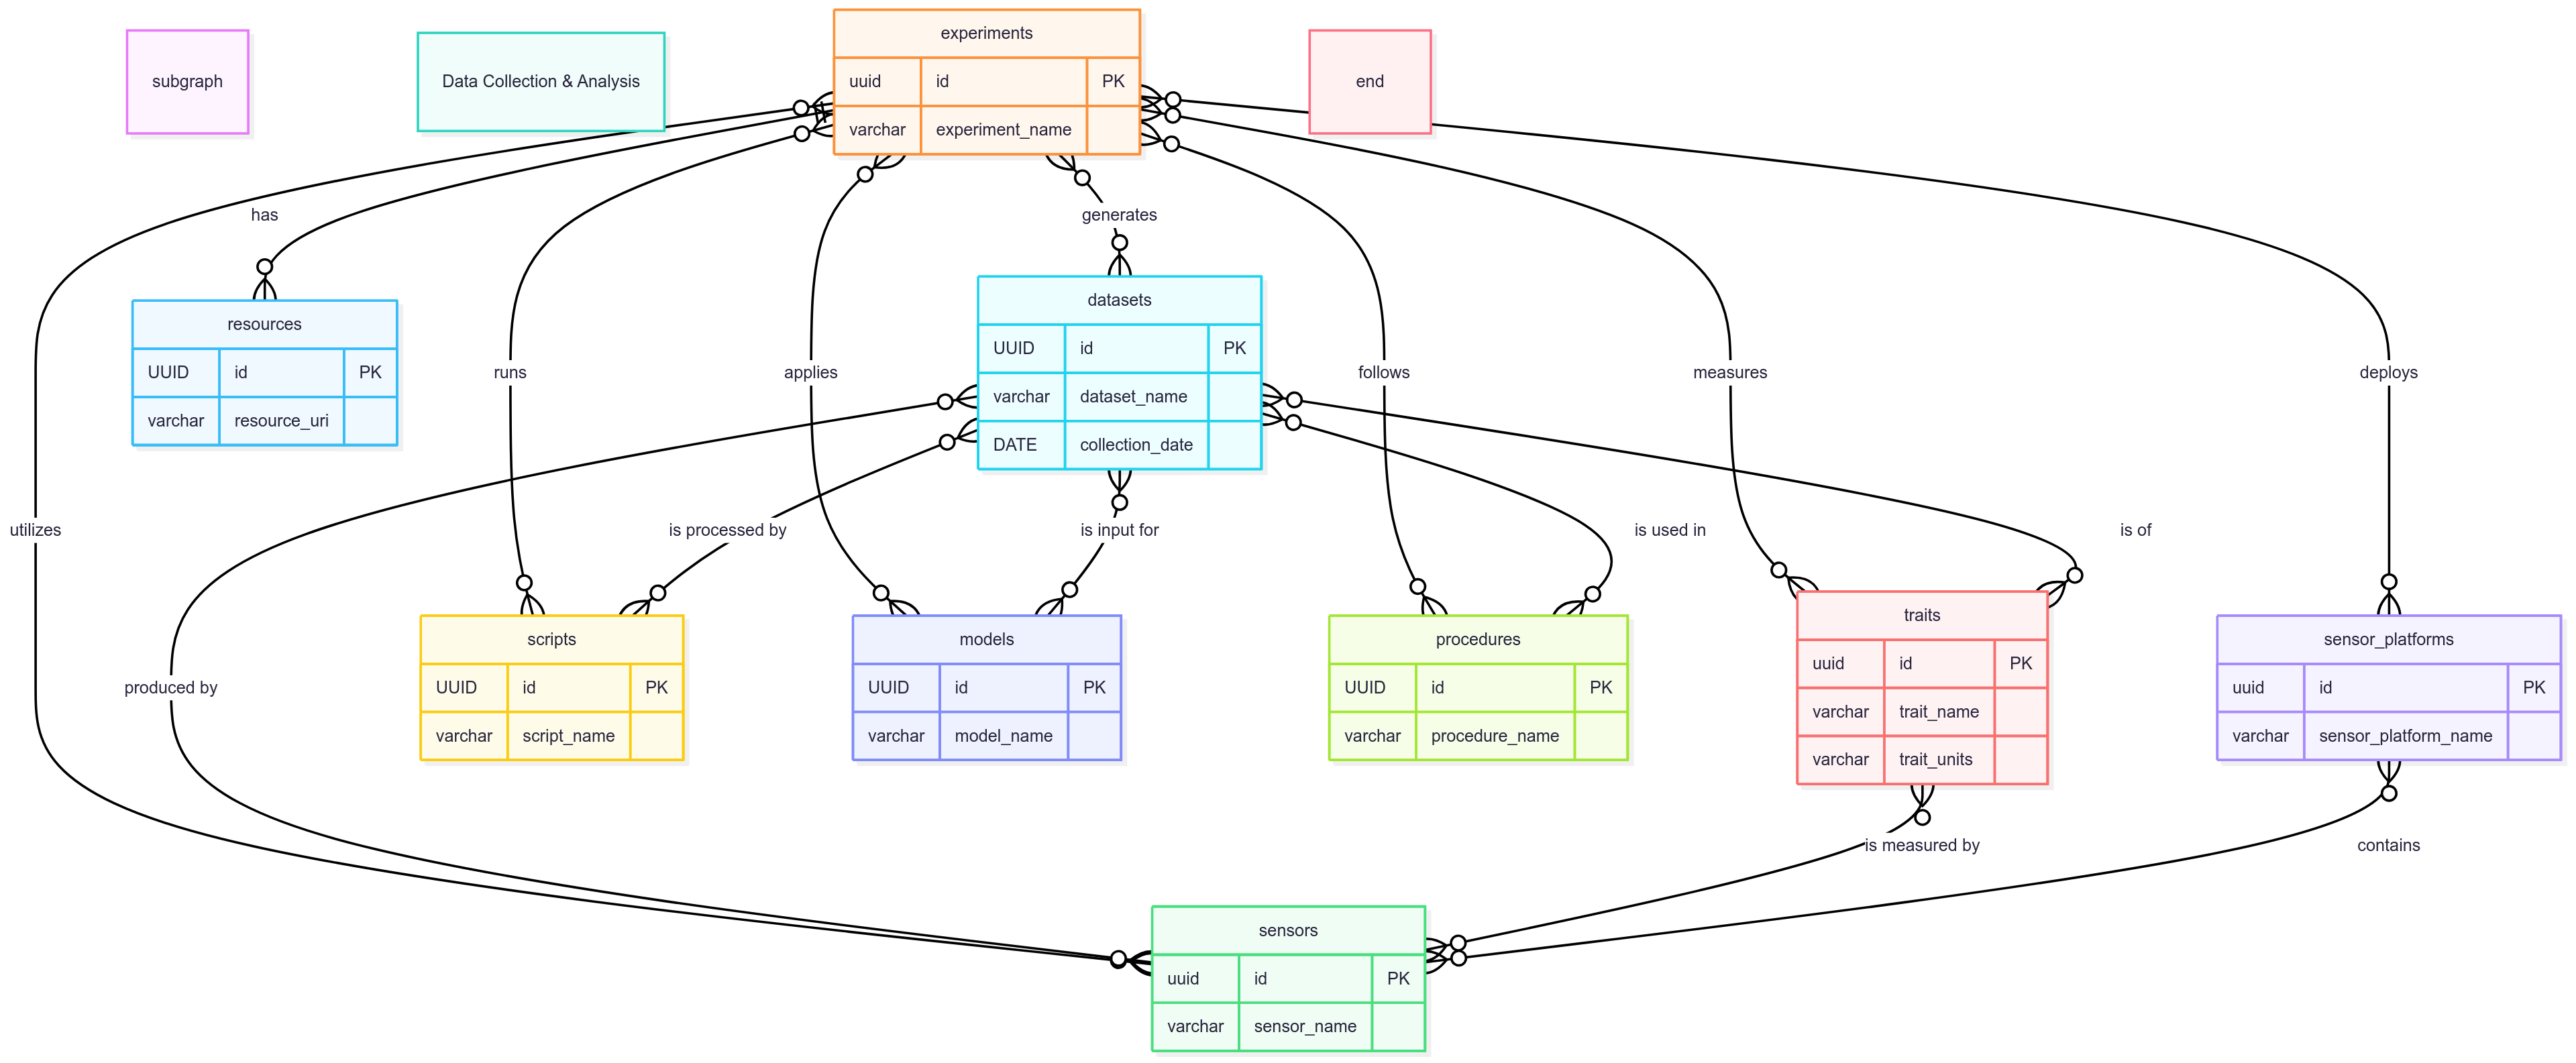 subgraph
Data Collection & Analysis
experiments
uuid id PK
varchar experiment_name
end
has
generates
resources
UUID id PK
varchar resource_uri
datasets
UUID id PK
varchar dataset_name
DATE collection_date
runs
applies
follows
measures
deploys
utilizes
is processed by
is input for
is used in
is of
produced by
scripts
UUID id PK
varchar script_name
models
UUID id PK
varchar model_name
procedures
UUID id PK
varchar procedure_name
traits
uuid id PK
varchar trait_name
varchar trait_units
sensor_platforms
uuid id PK
varchar sensor_platform_name
is measured by
contains
sensors
uuid id PK
varchar sensor_name